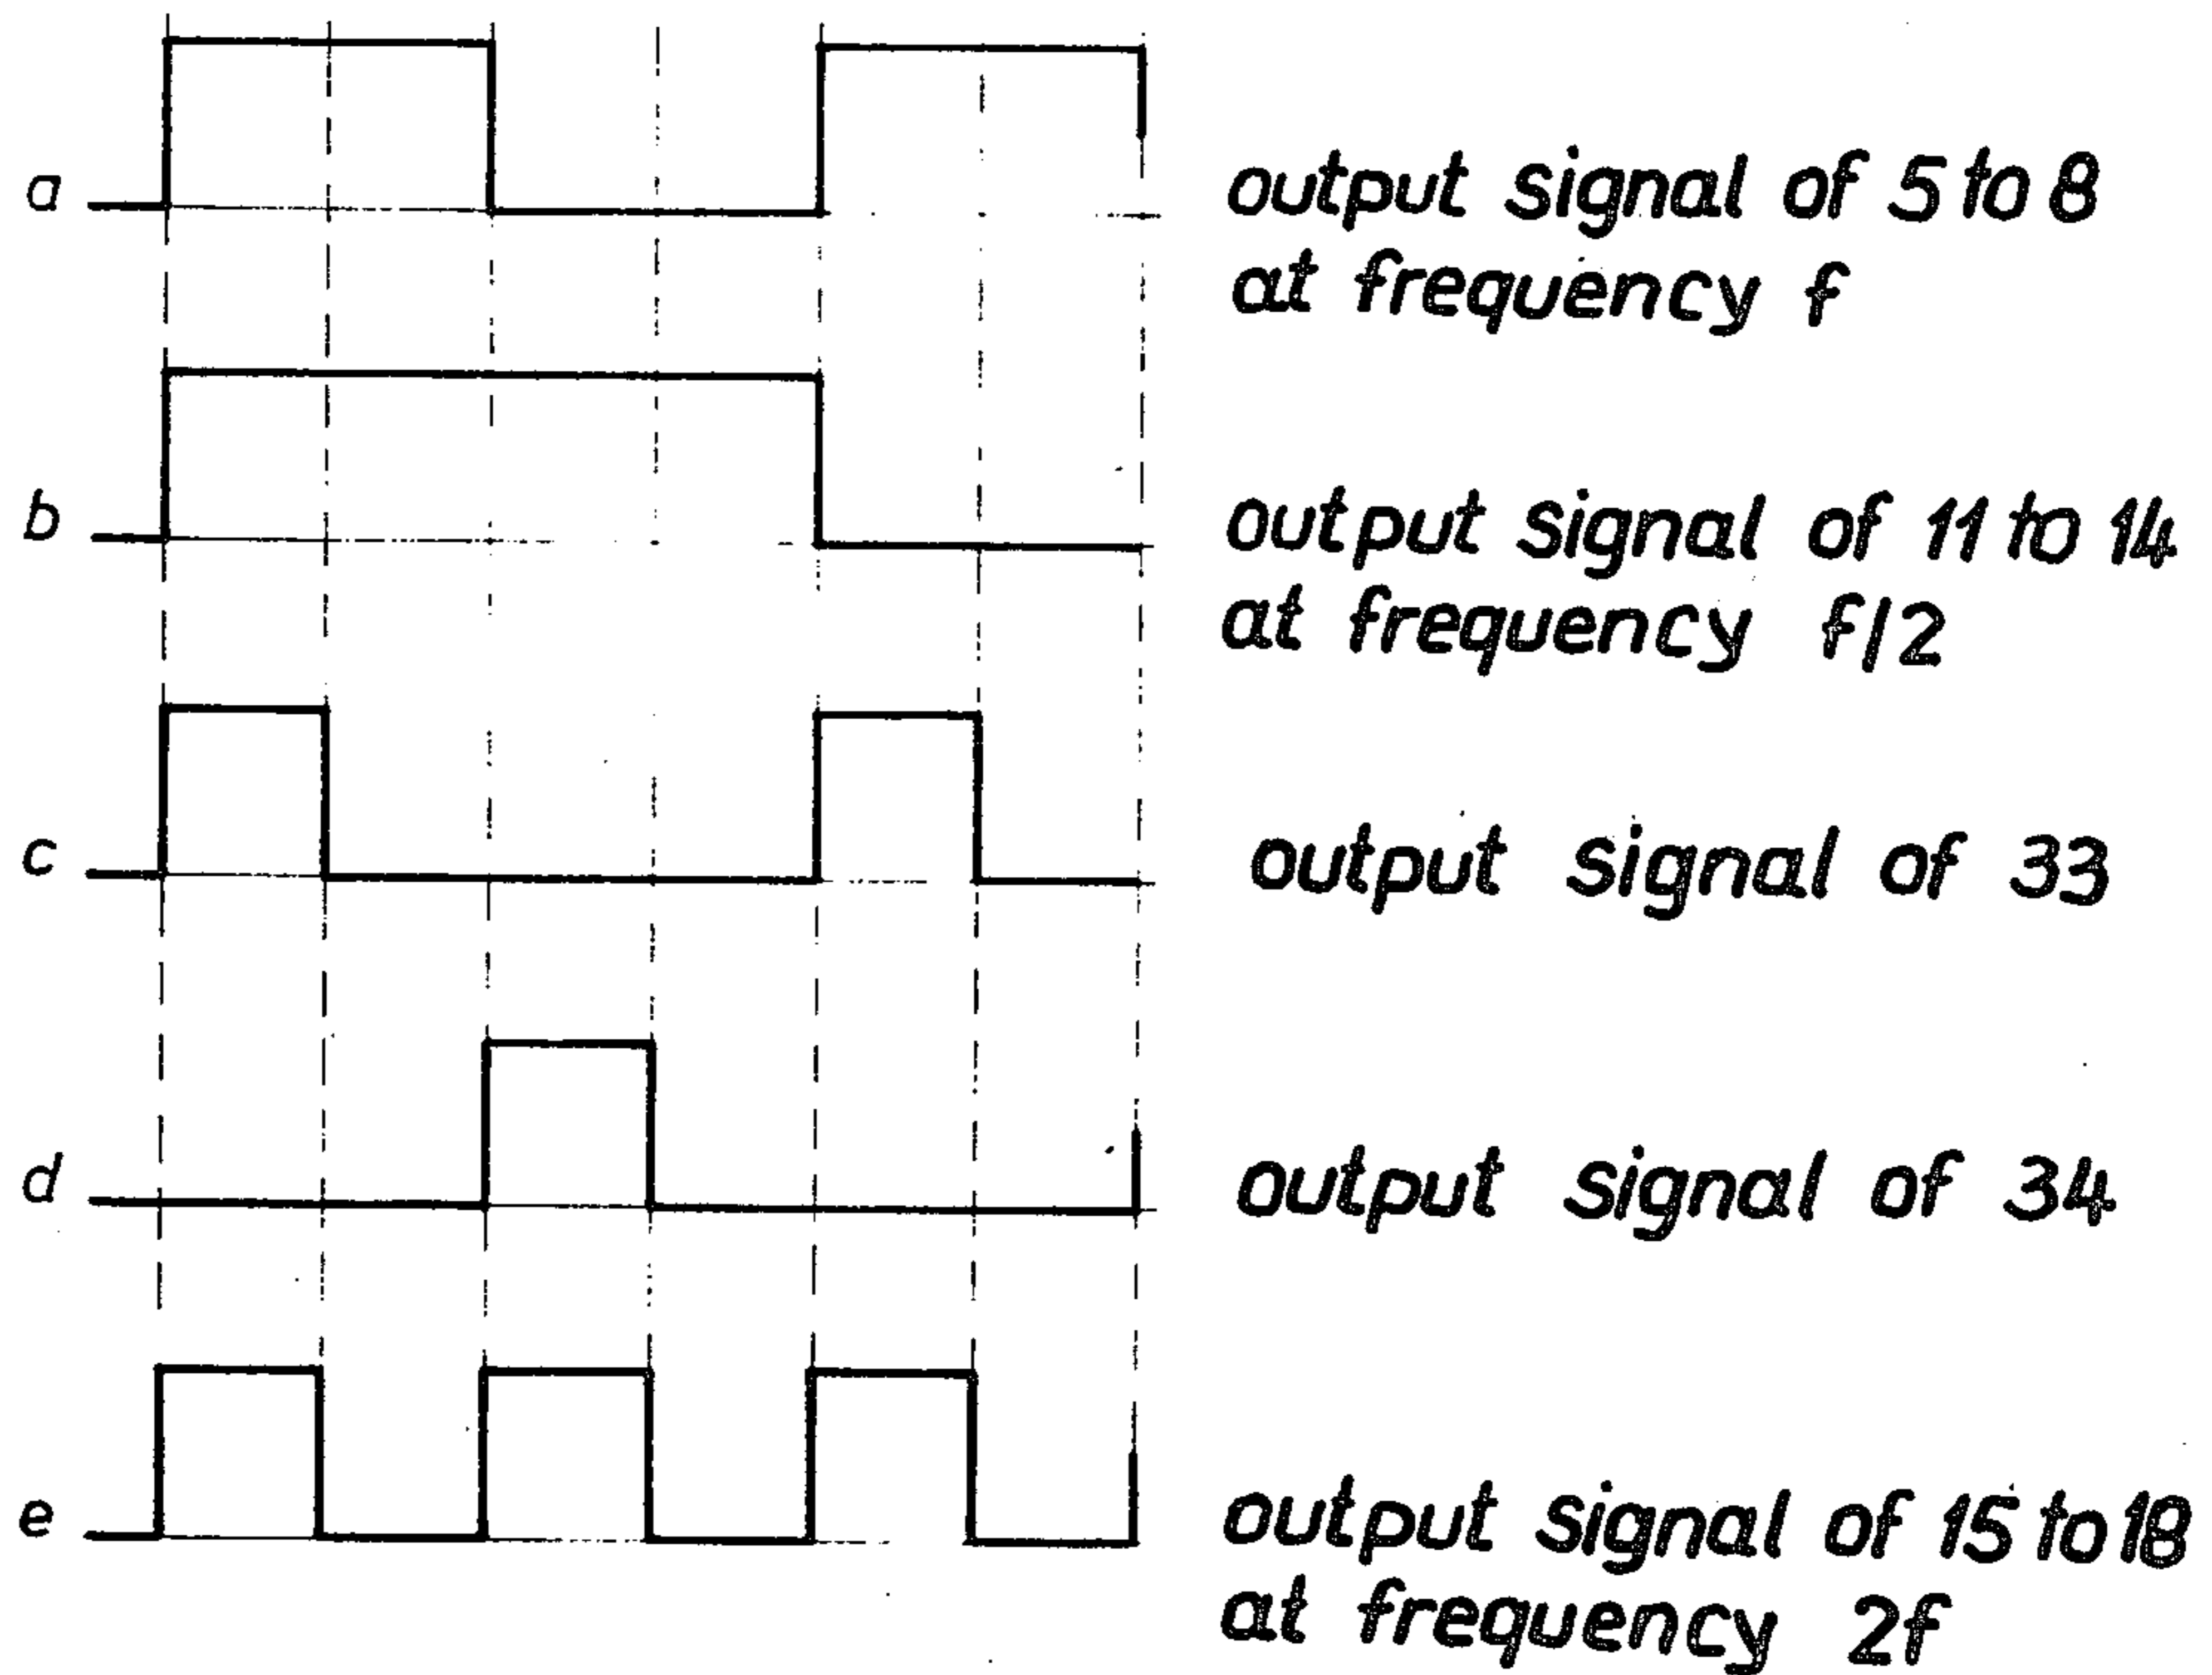 a
output signal of 5 to 8
at frequency f
b
output signal of 11 to 14
at frequency f/2
c
output signal of 33
d
output signal of 34
e
output signal of 15 to 18
at frequency 2f